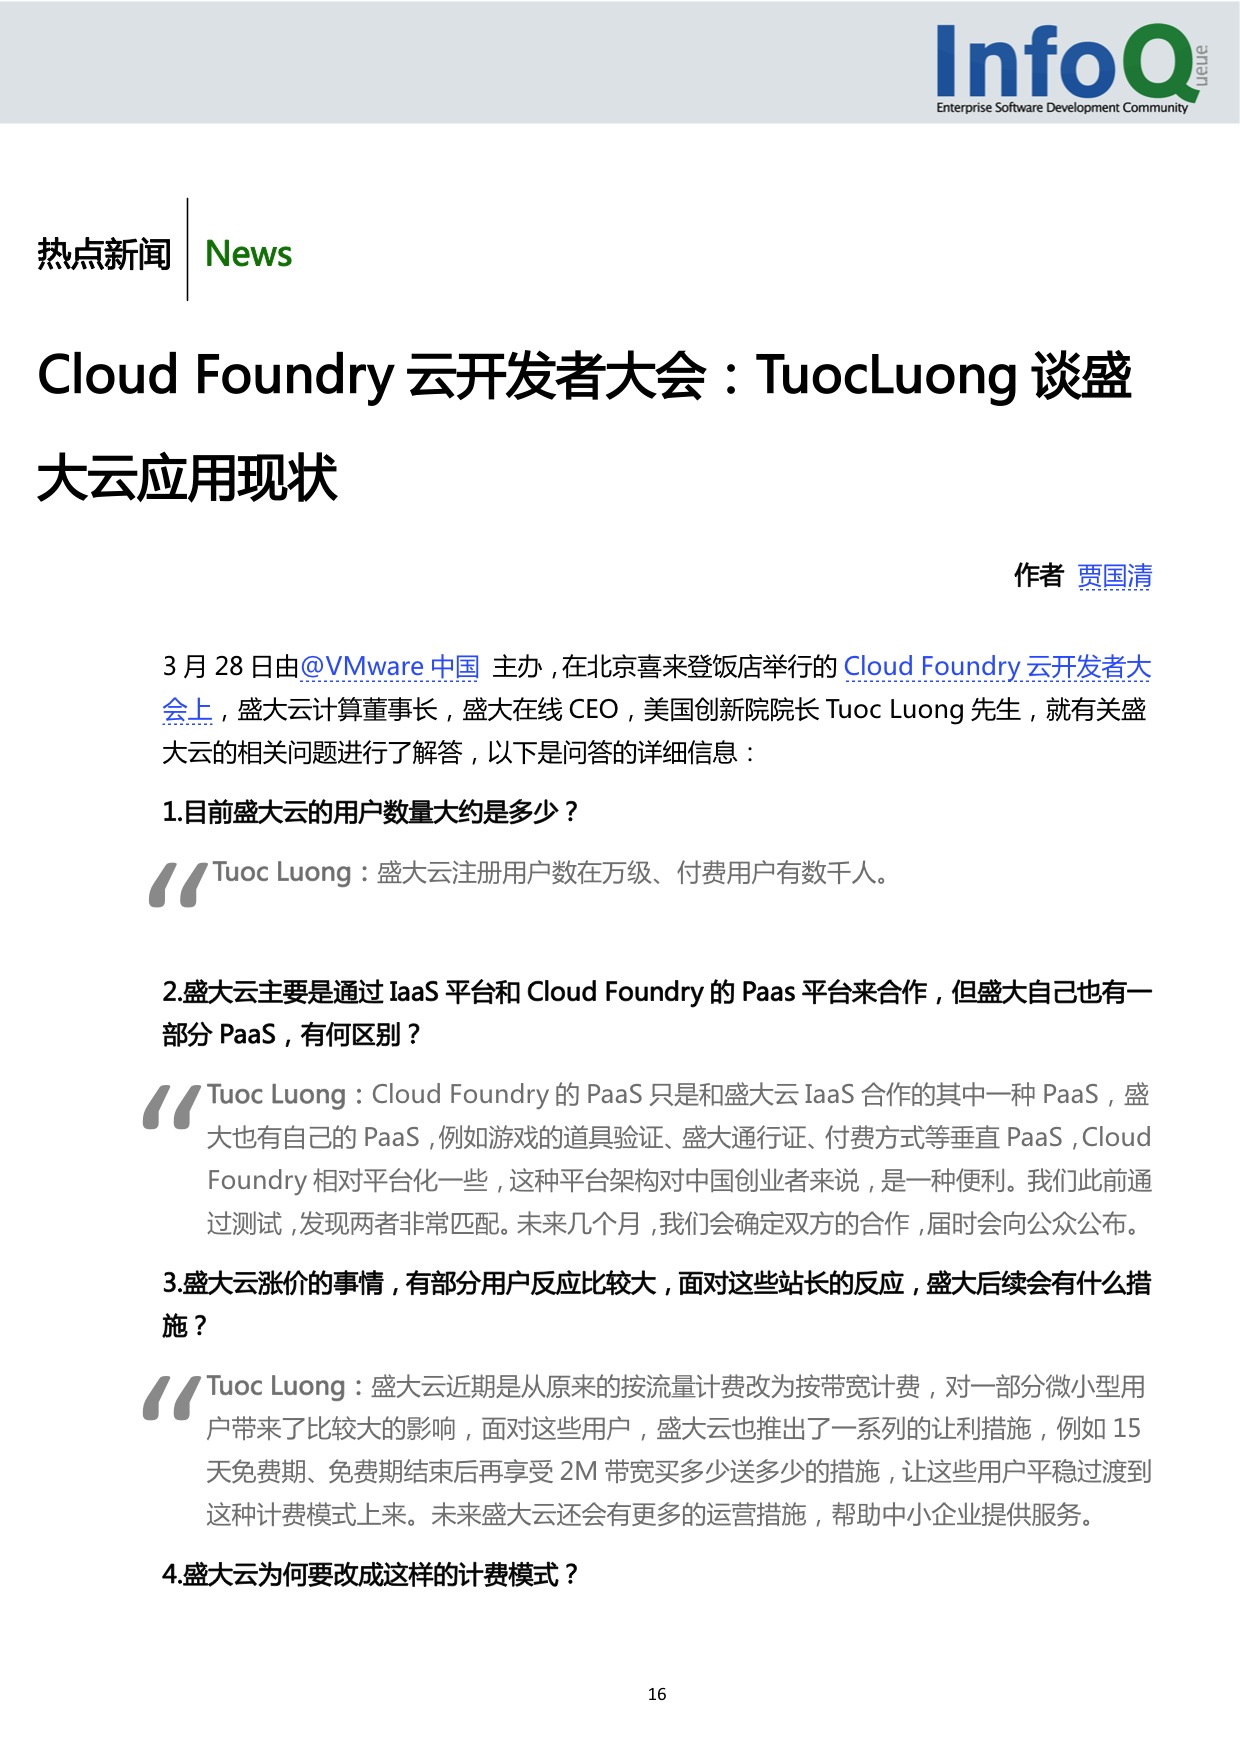 InfoQueue
Enterprise Software Development Community
热点新闻 News
Cloud Foundry 云开发者大会：TuocLuong 谈盛
大云应用现状
作者 贾国清
3 月 28 日由@VMware 中国 主办，在北京喜来登饭店举行的 Cloud Foundry 云开发者大
会上，盛大云计算董事长，盛大在线 CEO，美国创新院院长 Tuoc Luong 先生，就有关盛
大云的相关问题进行了解答，以下是问答的详细信息：
1.目前盛大云的用户数量大约是多少？
“Tuoc Luong：盛大云注册用户数在万级、付费用户有数千人。
2.盛大云主要是通过 IaaS 平台和 Cloud Foundry 的 Paas 平台来合作，但盛大自己也有一
部分 PaaS，有何区别？
“Tuoc Luong：Cloud Foundry 的 PaaS 只是和盛大云 IaaS 合作的其中一种 PaaS，盛
大也有自己的 PaaS，例如游戏的道具验证、盛大通行证、付费方式等垂直 PaaS，Cloud
Foundry 相对平台化一些，这种平台架构对中国创业者来说，是一种便利。我们此前通
过测试，发现两者非常匹配。未来几个月，我们会确定双方的合作，届时会向公众公布。
3.盛大云涨价的事情，有部分用户反应比较大，面对这些站长的反应，盛大后续会有什么措
施？
“Tuoc Luong：盛大云近期是从原来的按流量计费改为按带宽计费，对一部分微小型用
户带来了比较大的影响，面对这些用户，盛大云也推出了一系列的让利措施，例如 15
天免费期、免费期结束后再享受 2M 带宽买多少送多少的措施，让这些用户平稳过渡到
这种计费模式上来。未来盛大云还会有更多的运营措施，帮助中小企业提供服务。
4.盛大云为何要改成这样的计费模式？
16